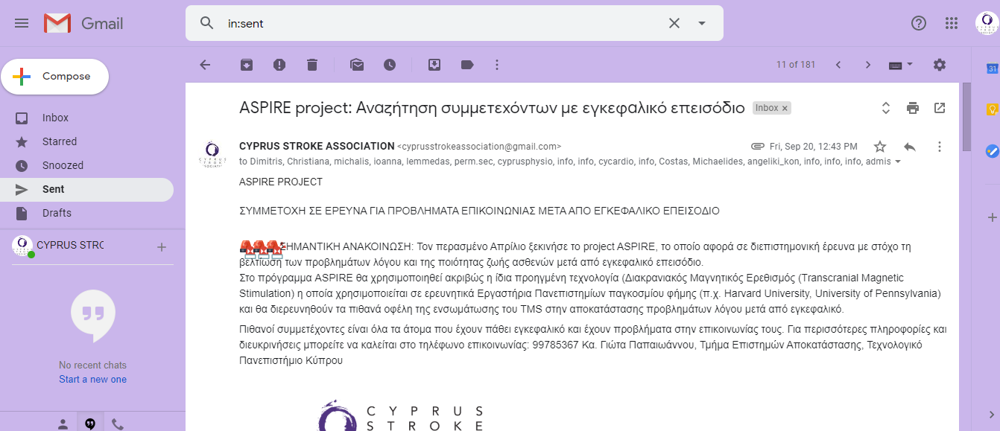 Gmail
in:sent
Compose
11 of 181
31
Inbox
Starred
Snoozed
Sent
Drafts
CYPRUS STRO
No recent chats
Start a new one
ASPIRE project: Αναζήτηση συμμετεχόντων με εγκεφαλικό επεισόδιο Inbox ×
CYPRUS STROKE ASSOCIATION <cyprusstrokeassociation@gmail.com> Fri, Sep 20, 12:43 PM
to Dimitris, Christiana, michalis, ioanna, lemmedas, perm.sec, cyprusphysio, info, info, cycardio, info, Costas, Michaelides, angeliki_kon, info, info, info, admis
ASPIRE PROJECT
ΣΥΜΜΕΤΟΧΗ ΣΕ ΕΡΕΥΝΑ ΓΙΑ ΠΡΟΒΛΗΜΑΤΑ ΕΠΙΚΟΙΝΩΝΙΑΣ ΜΕΤΑ ΑΠΟ ΕΓΚΕΦΑΛΙΚΟ ΕΠΕΙΣΟΔΙΟ
ΣΗΜΑΝΤΙΚΗ ΑΝΑΚΟΙΝΩΣΗ: Τον περασμένο Απρίλιο ξεκινήσε το project ASPIRE, το οποίο αφορά σε διεπιστημονική έρευνα με στόχο τη
βελτίωση των προβλημάτων λόγου και της ποιότητας ζωής ασθενών μετά από εγκεφαλικό επεισόδιο.
Στο πρόγραμμα ASPIRE θα χρησιμοποιηθεί ακριβώς η ίδια προηγμένη τεχνολογία (Διακρανιακός Μαγνητικός Ερεθισμός (Transcranial Magnetic
Stimulation) η οποία χρησιμοποιείται σε ερευνητικά Εργαστήρια Πανεπιστημίων παγκοσμίου φήμης (π.χ. Harvard University, University of Pennsylvania)
και θα διερευνηθούν τα πιθανά οφέλη της ενσωμάτωσης του TMS στην αποκατάστασης προβλημάτων λόγου μετά από εγκεφαλικό.
Πιθανοί συμμετέχοντες είναι όλα τα άτομα που έχουν πάθει εγκεφαλικό και έχουν προβλήματα στην επικοινωνίας τους. Για περισσότερες πληροφορίες και
διευκρινήσεις μπορείτε να καλείται στο τηλέφωνο επικοινωνίας: 99785367 Κα. Γιώτα Παπαιωάννου, Τμήμα Επιστημών Αποκατάστασης, Τεχνολογικό
Πανεπιστήμιο Κύπρου
CYPRUS
STROKE